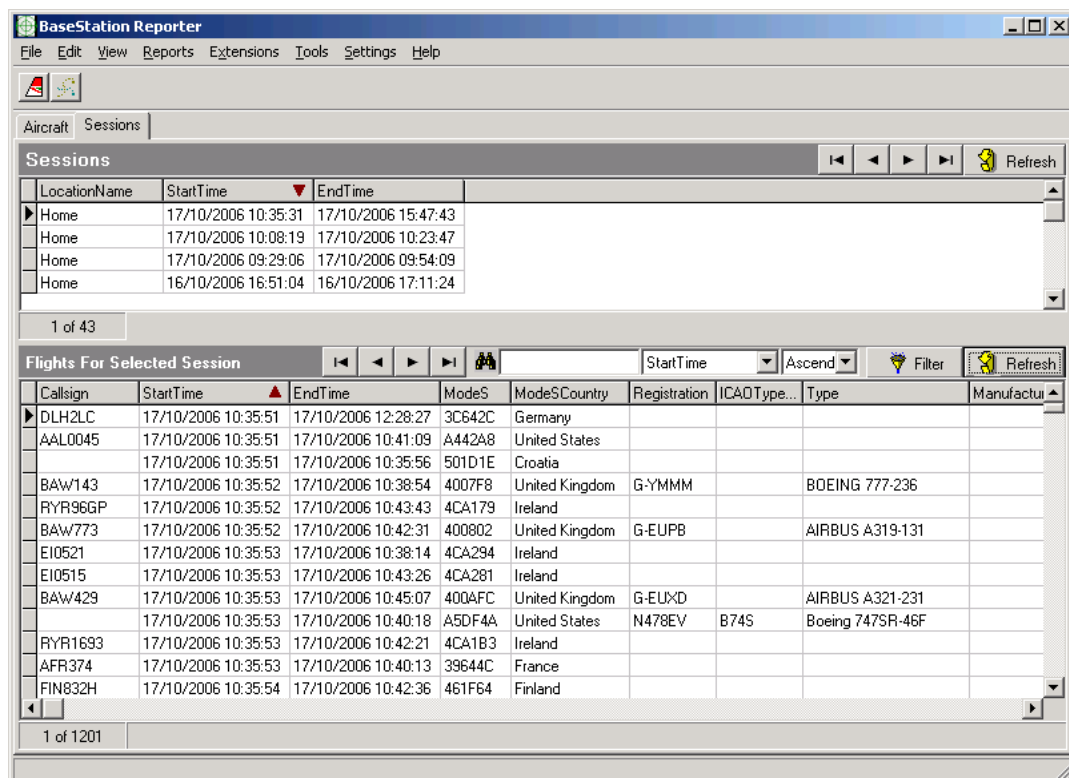 BaseStation Reporter
File Edit View Reports Extensions Tools Settings Help
Aircraft Sessions
Sessions Refresh
LocationName StartTime EndTime
Home 17/10/2006 10:35:31 17/10/2006 15:47:43
Home 17/10/2006 10:08:19 17/10/2006 10:23:47
Home 17/10/2006 09:29:06 17/10/2006 09:54:09
Home 16/10/2006 16:51:04 16/10/2006 17:11:24
1 of 43
Flights For Selected Session StartTime Ascend Filter Refresh
Callsign StartTime EndTime ModeS ModeSCountry Registration ICAOType... Type Manufactu
DLH2LC 17/10/2006 10:35:51 17/10/2006 12:28:27 3C642C Germany
AAL0045 17/10/2006 10:35:51 17/10/2006 10:41:09 A442A8 United States
17/10/2006 10:35:51 17/10/2006 10:35:56 501D1E Croatia
BAW143 17/10/2006 10:35:52 17/10/2006 10:38:54 4007F8 United Kingdom G-YMMM BOEING 777-236
RYR96GP 17/10/2006 10:35:52 17/10/2006 10:43:43 4CA179 Ireland
BAW773 17/10/2006 10:35:52 17/10/2006 10:42:31 400802 United Kingdom G-EUPB AIRBUS A319-131
EI0521 17/10/2006 10:35:53 17/10/2006 10:38:14 4CA294 Ireland
EI0515 17/10/2006 10:35:53 17/10/2006 10:43:26 4CA281 Ireland
BAW429 17/10/2006 10:35:53 17/10/2006 10:45:07 400AFC United Kingdom G-EUXD AIRBUS A321-231
17/10/2006 10:35:53 17/10/2006 10:40:18 A5DF4A United States N478EV B74S Boeing 747SR-46F
RYR1693 17/10/2006 10:35:53 17/10/2006 10:42:21 4CA1B3 Ireland
AFR374 17/10/2006 10:35:53 17/10/2006 10:40:13 39644C France
FIN832H 17/10/2006 10:35:54 17/10/2006 10:42:36 461F64 Finland
1 of 1201